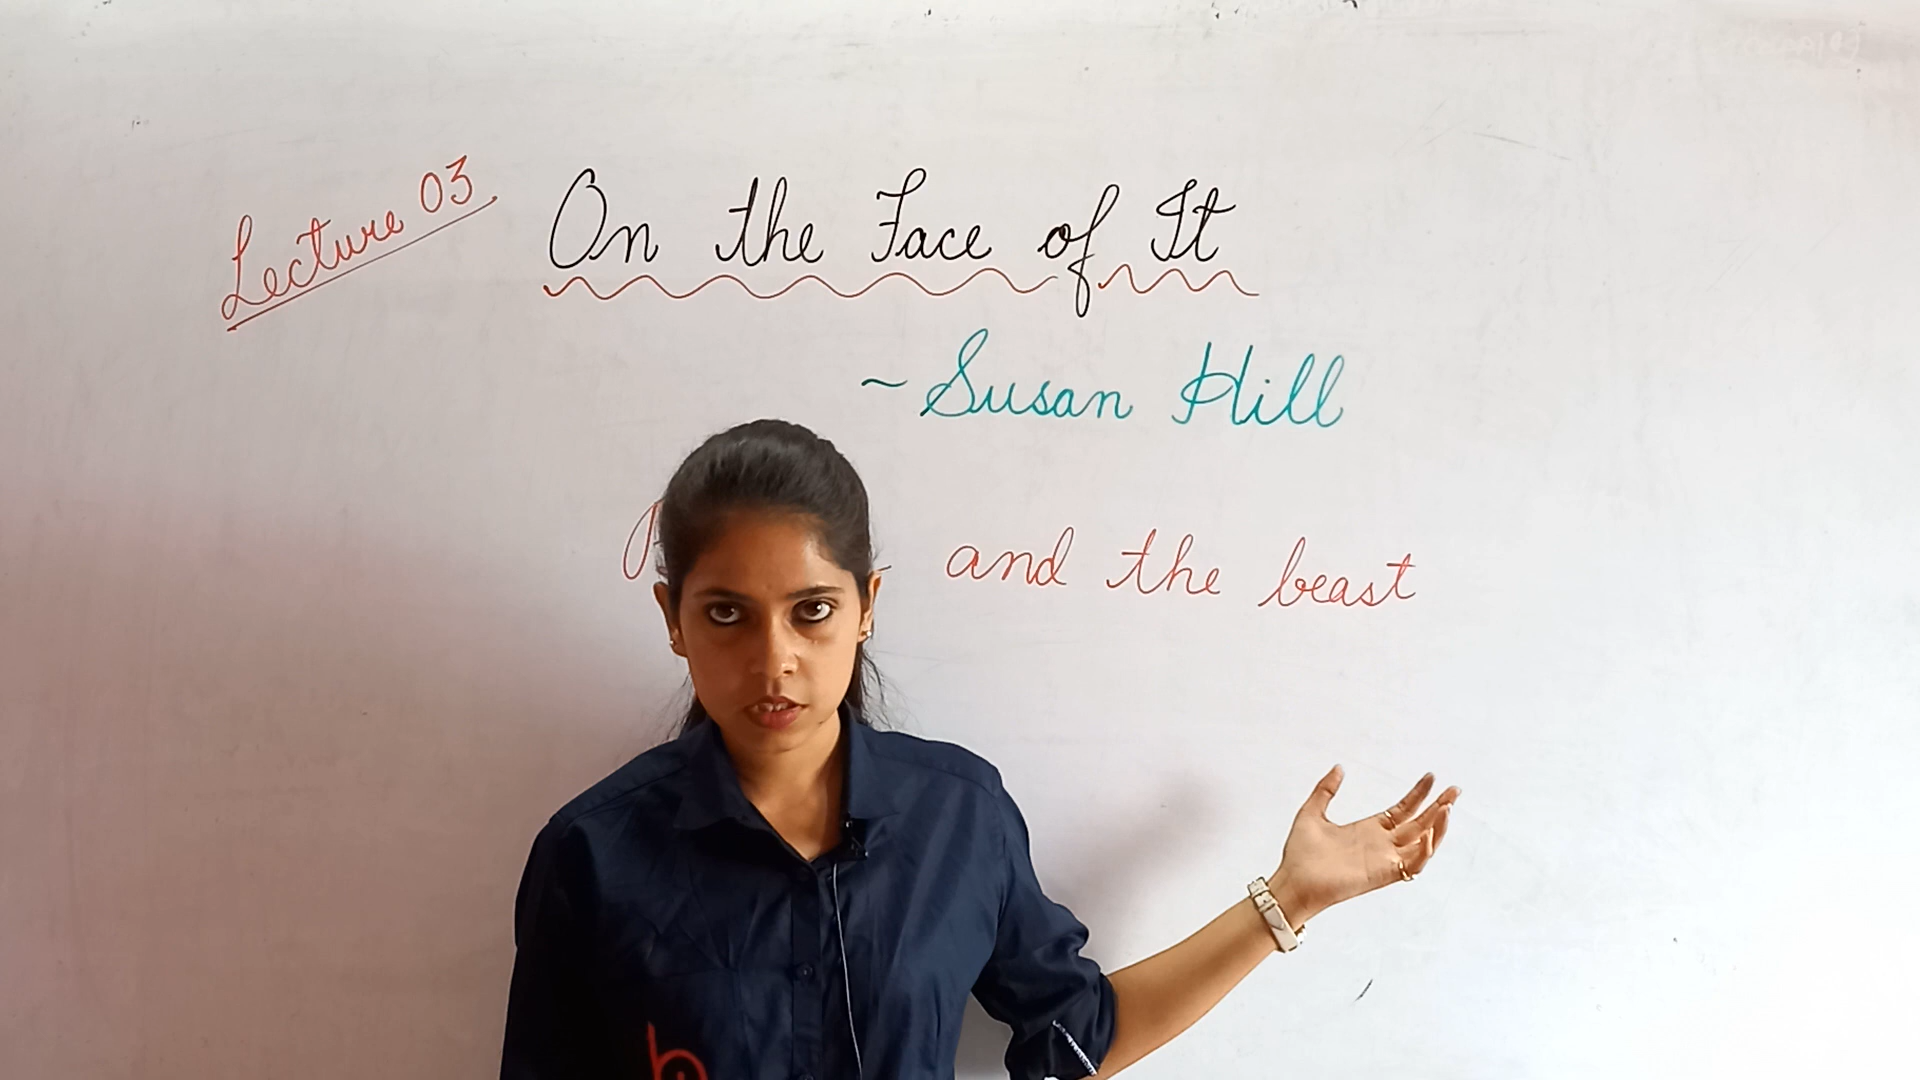 Lecture 03
On the Face of It
~ Susan Hill
and the beast